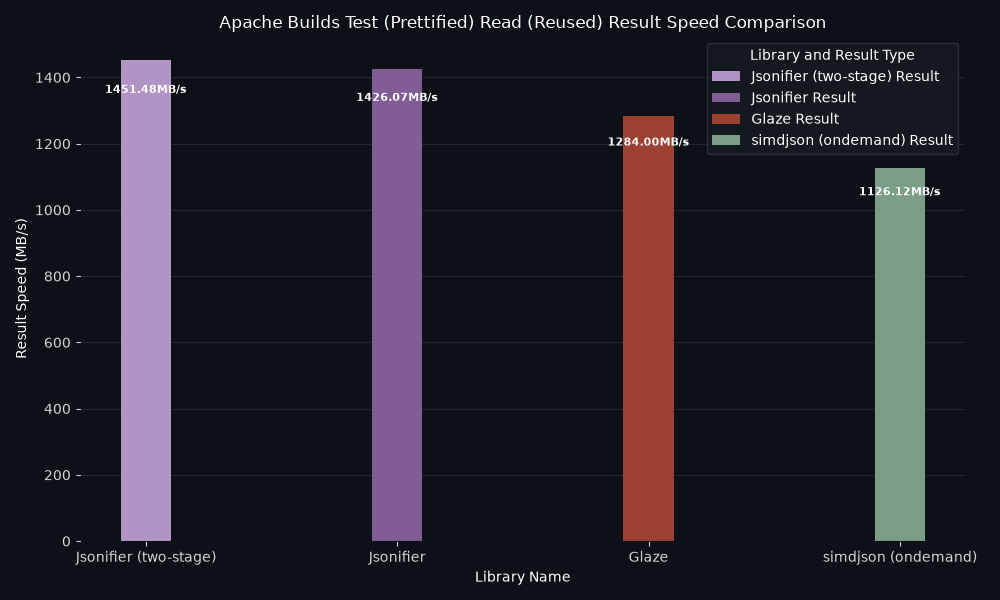 Apache Builds Test (Prettified) Read (Reused) Result Speed Comparison
Library and Result Type
Jsonifier (two-stage) Result
Jsonifier Result
Glaze Result
simdjson (ondemand) Result
1451.48MB/s
1426.07MB/s
1284.00MB/s
1126.12MB/s
Result Speed (MB/s)
1400
1200
1000
800
600
400
200
0
Jsonifier (two-stage)
Jsonifier
Glaze
simdjson (ondemand)
Library Name